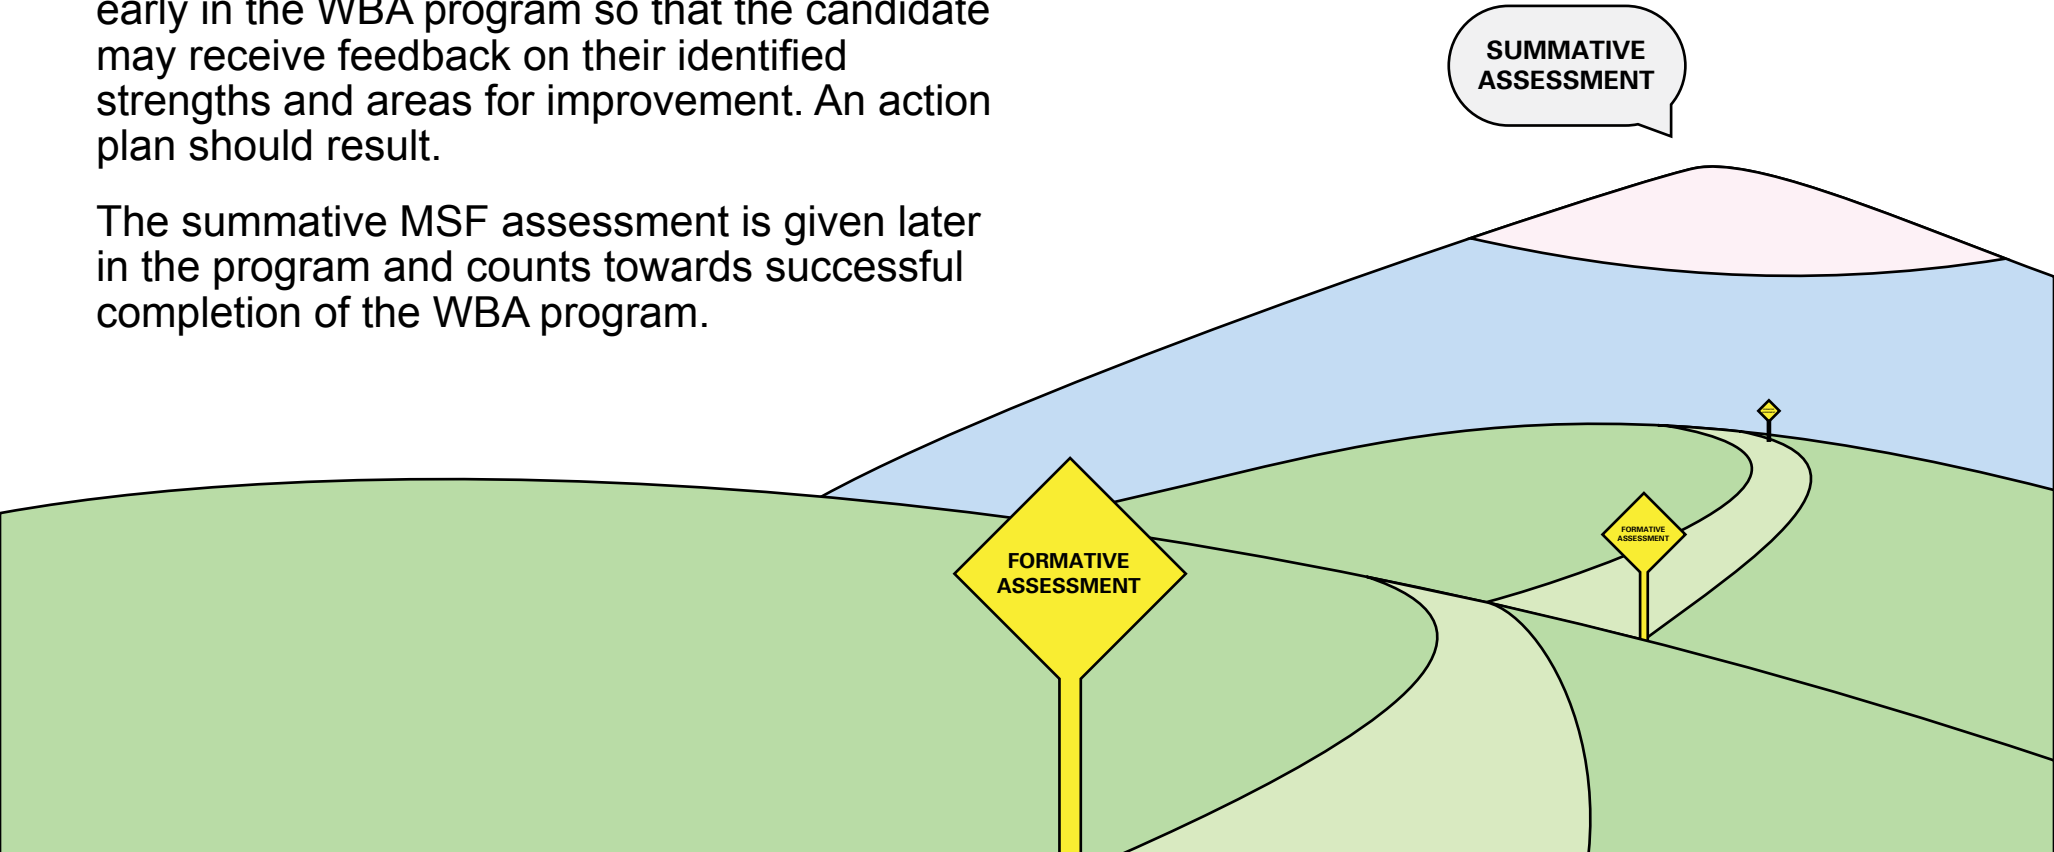 early in the WBA program so that the candidate
may receive feedback on their identified
strengths and areas for improvement. An action
plan should result.
The summative MSF assessment is given later
in the program and counts towards successful
completion of the WBA program.
SUMMATIVE
ASSESSMENT
FORMATIVE
ASSESSMENT
FORMATIVE
ASSESSMENT